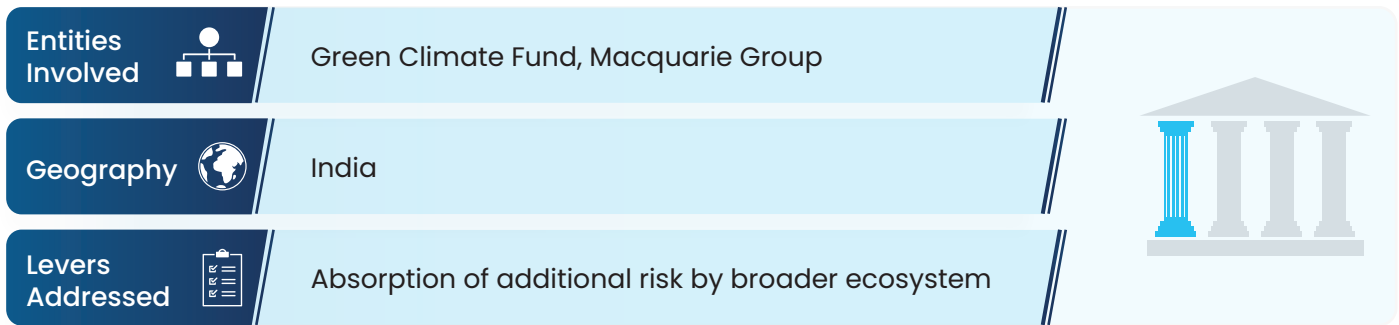 Entities
Involved
Green Climate Fund, Macquarie Group
Geography
India
Levers
Addressed
Absorption of additional risk by broader ecosystem